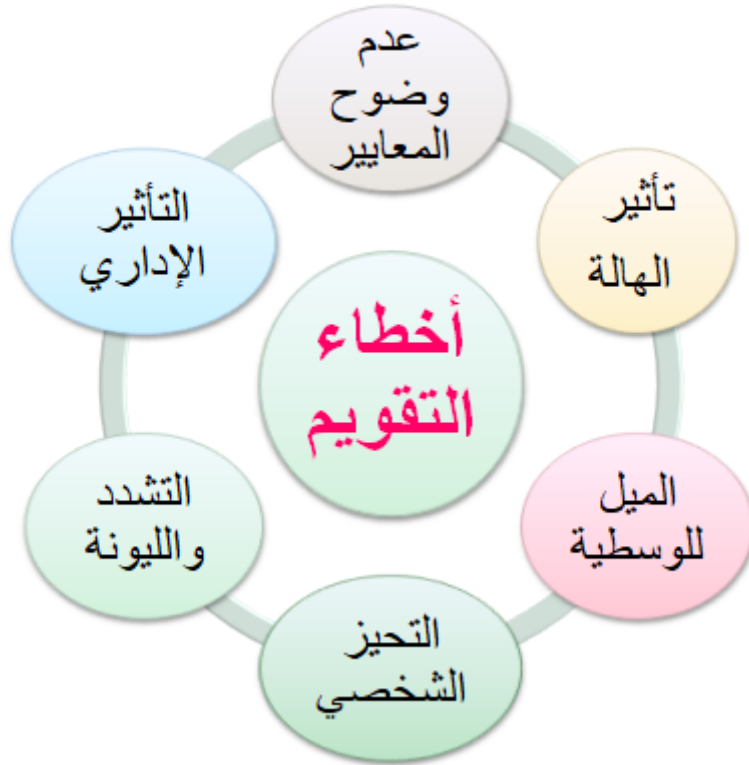 عدم
وضوح
المعايير
تأثير
الهالة
الميل
للوسطية
التحيز
الشخصي
التشدد
والليونة
التأثير
الإداري
أخطاء
التقويم